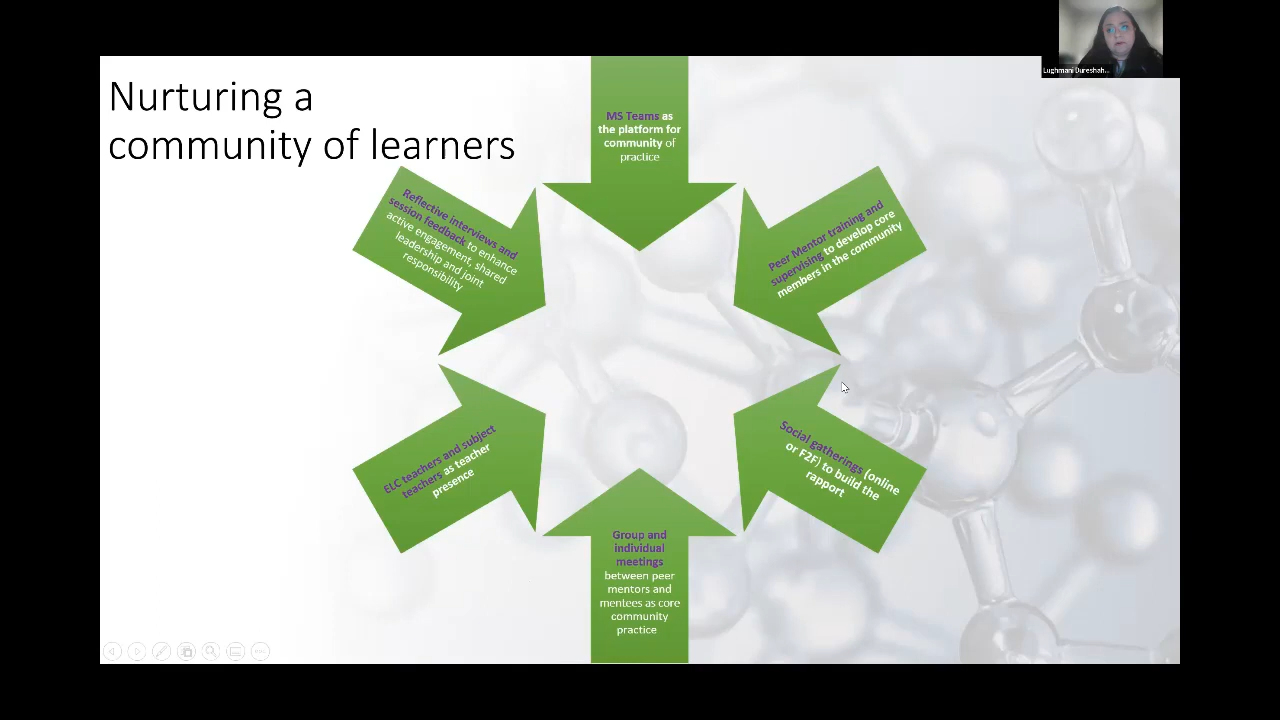 Lughmani Dureshah...
Nurturing a
community of learners
MS Teams as
the platform for
community of
practice
Reflective interviews and
session feedback to enhance
active engagement, shared
leadership and joint
responsibility
Peer Mentor training and
supervising to develop core
members in the community
ELC teachers and subject
teachers as teacher
presence
Social gatherings (online
or F2F) to build the
rapport
Group and
individual
meetings
between peer
mentors and
mentees as core
community
practice